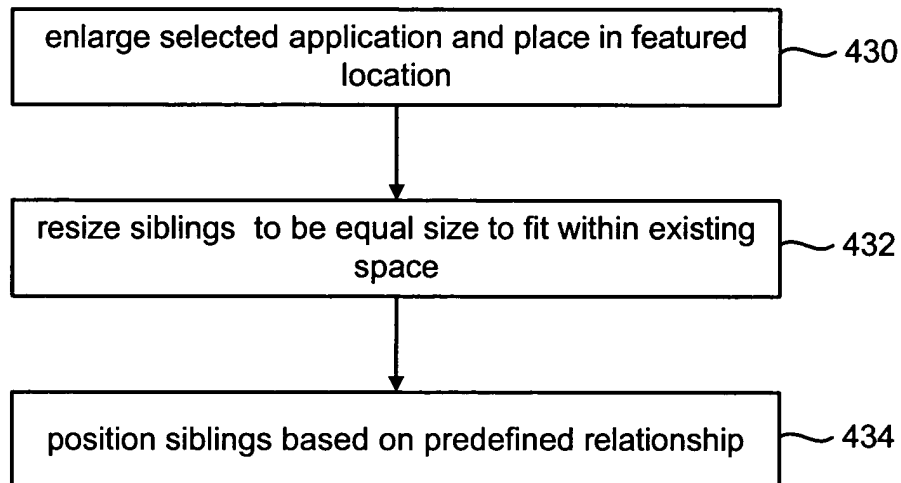 enlarge selected application and place in featured
location
430
resize siblings to be equal size to fit within existing
space
432
position siblings based on predefined relationship
434